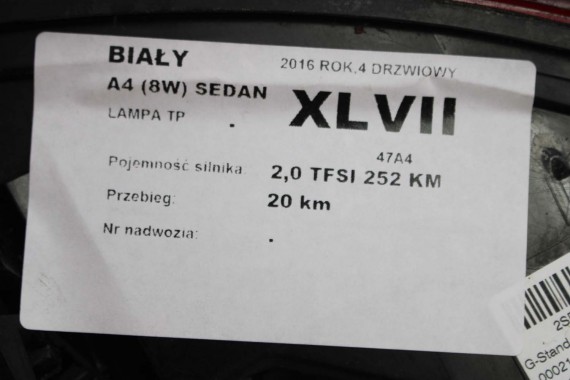 BIAŁY 2016 ROK,4 DRZWIOWY
A4 (8W) SEDAN XLVII
LAMPA TP .
47A4
Pojemność silnika: 2,0 TFSI 252 KM
Przebieg: 20 km
Nr nadwozia: .
G-Stand
00021